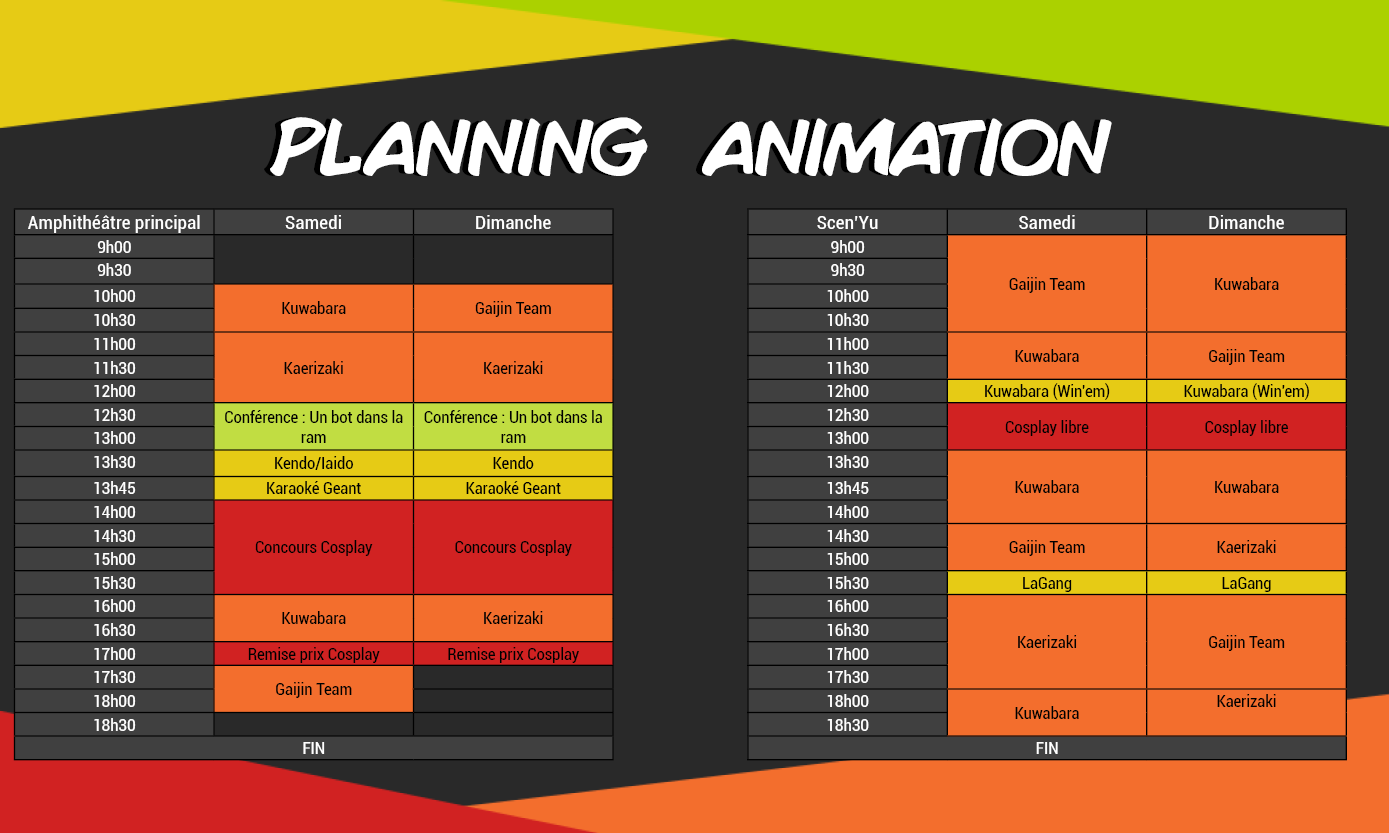 PLANNING ANIMATION
Amphithéâtre principal Samedi Dimanche
9h00
9h30
10h00
10h30
Kuwabara Gaijin Team
11h00
11h30
12h00
Kaerizaki Kaerizaki
12h30
13h00
Conférence : Un bot dans la Conférence : Un bot dans la
ram ram
13h30 Kendo/Iaido Kendo
13h45 Karaoké Geant Karaoké Geant
14h00
14h30
15h00
15h30
Concours Cosplay Concours Cosplay
16h00
16h30
Kuwabara Kaerizaki
17h00 Remise prix Cosplay Remise prix Cosplay
17h30
18h00
Gaijin Team
18h30
FIN
Scen'Yu Samedi Dimanche
9h00
9h30
10h00
10h30
Gaijin Team Kuwabara
11h00
11h30
Kuwabara Gaijin Team
12h00 Kuwabara (Win'em) Kuwabara (Win'em)
12h30
13h00
Cosplay libre Cosplay libre
13h30
13h45
14h00
Kuwabara Kuwabara
14h30
15h00
Gaijin Team Kaerizaki
15h30 LaGang LaGang
16h00
16h30
17h00
17h30
Kaerizaki Gaijin Team
18h00 Kaerizaki
18h30
Kuwabara
FIN